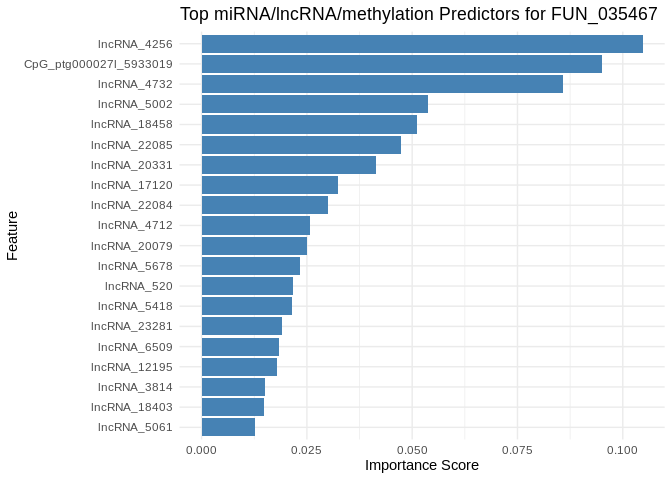 Top miRNA/lncRNA/methylation Predictors for FUN_035467
lncRNA_4256
CpG_ptg000027l_5933019
lncRNA_4732
lncRNA_5002
lncRNA_18458
lncRNA_22085
lncRNA_20331
lncRNA_17120
lncRNA_22084
lncRNA_4712
lncRNA_20079
lncRNA_5678
lncRNA_520
lncRNA_5418
lncRNA_23281
lncRNA_6509
lncRNA_12195
lncRNA_3814
lncRNA_18403
lncRNA_5061
Feature
0.000 0.025 0.050 0.075 0.100
Importance Score